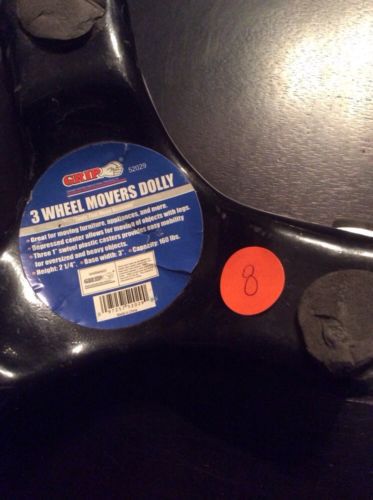 GRIP 52029
3 WHEEL MOVERS DOLLY
• Great for moving furniture, appliances, and more.
• Depressed center allows for moving of objects with legs.
• Three 1" swivel plastic casters provides easy mobility
for oversized and heavy objects.
• Height: 2 1/4". • Base width: 3". • Capacity: 160 lbs.
8